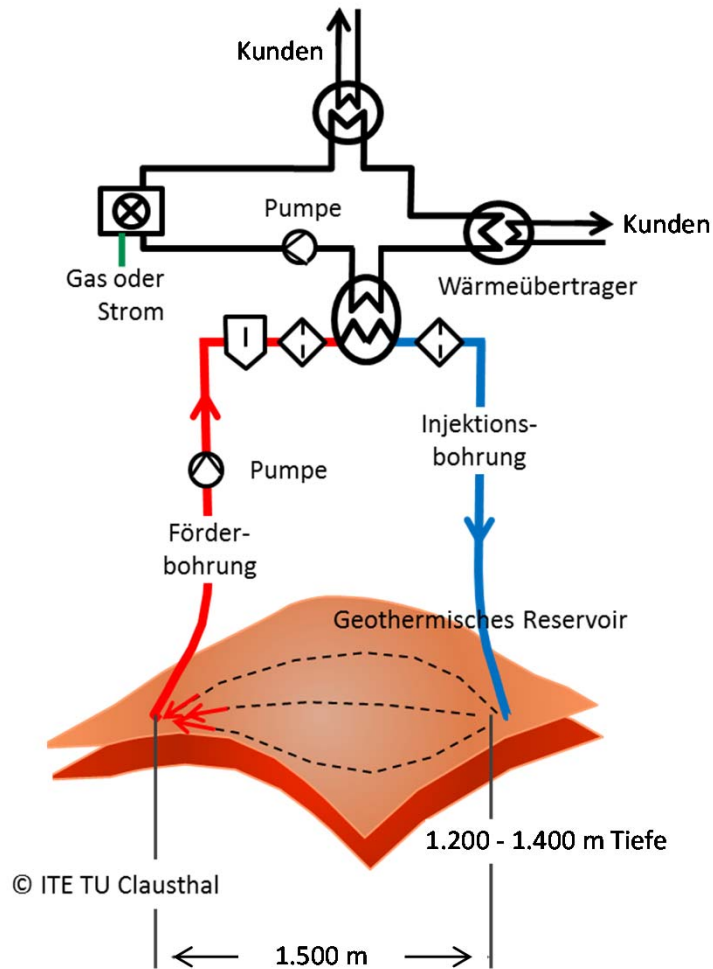 Kunden
Kunden
Pumpe
Gas oder
Strom
Wärmeübertrager
Injektions-
bohrung
Pumpe
Förder-
bohrung
Geothermisches Reservoir
1.200 - 1.400 m Tiefe
© ITE TU Clausthal
1.500 m